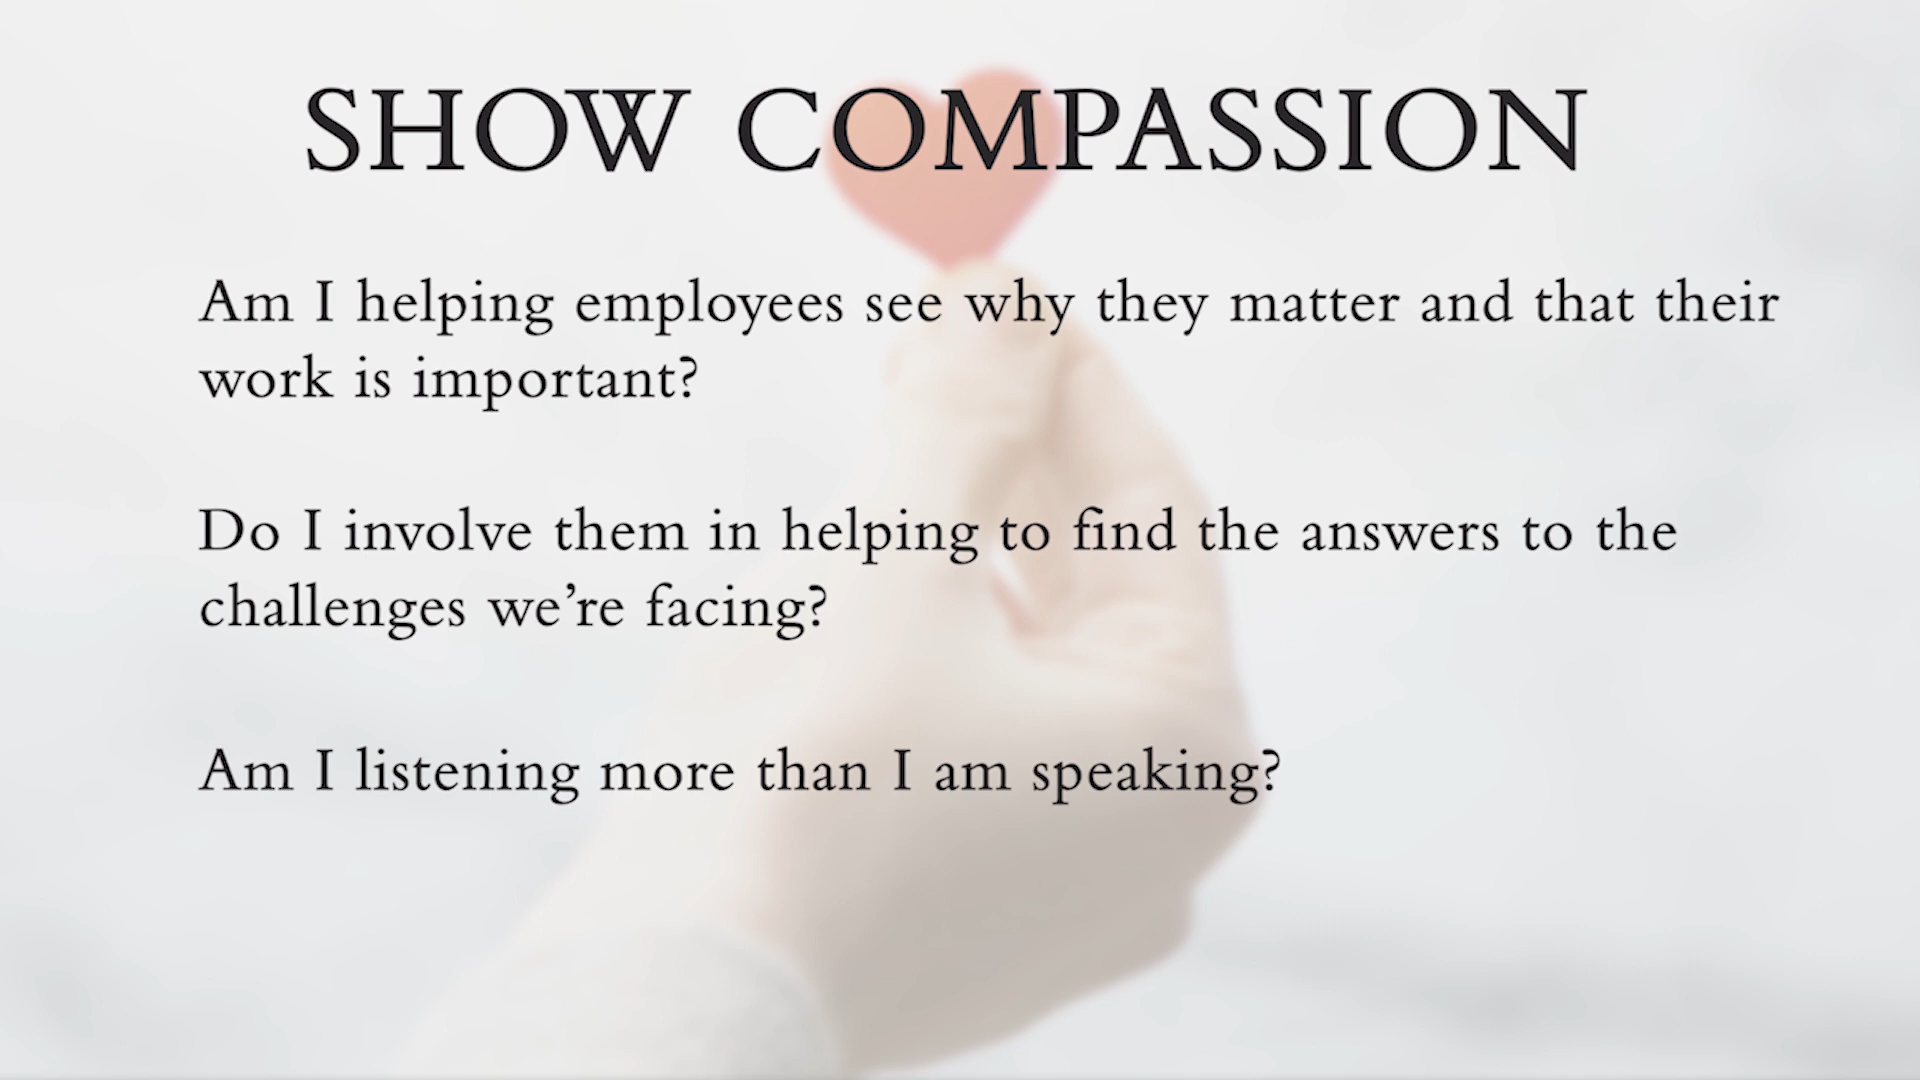 SHOW COMPASSION
Am I helping employees see why they matter and that their
work is important?
Do I involve them in helping to find the answers to the
challenges we’re facing?
Am I listening more than I am speaking?